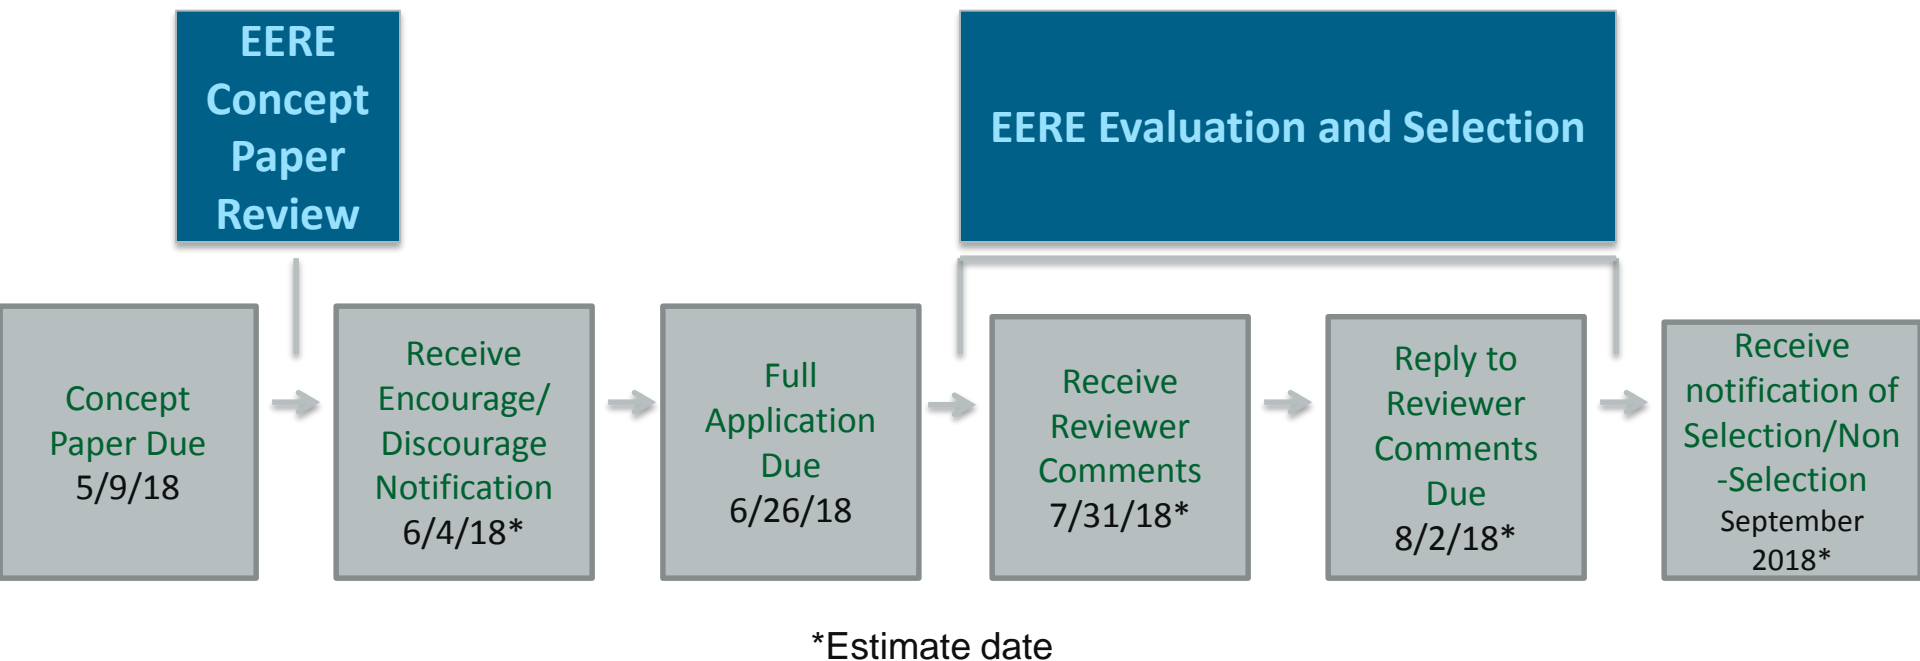 EERE
Concept
Paper
Review
EERE Evaluation and Selection
Concept
Paper Due
5/9/18
Receive
Encourage/
Discourage
Notification
6/4/18*
Full
Application
Due
6/26/18
Receive
Reviewer
Comments
7/31/18*
Reply to
Reviewer
Comments
Due
8/2/18*
Receive
notification of
Selection/Non
-Selection
September
2018*
*Estimate date